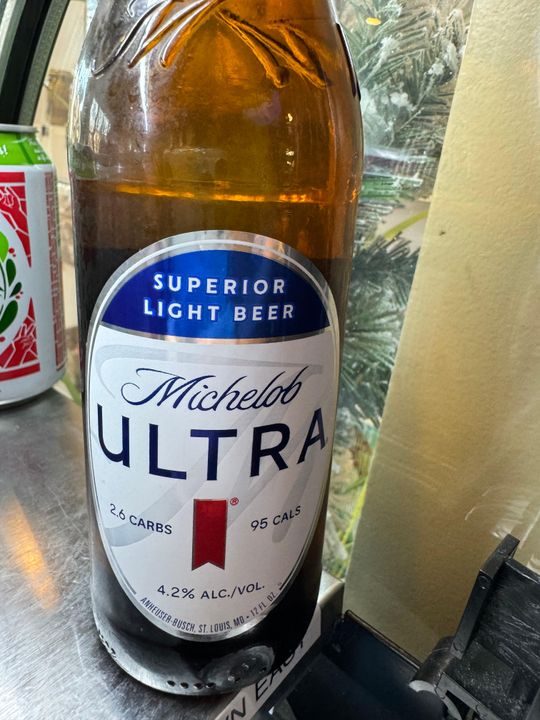 SUPERIOR
LIGHT BEER
Michelob
ULTRA
2.6 CARBS
95 CALS
4.2% ALC./VOL.
ANHEUSER-BUSCH, ST. LOUIS, MO • 12 FL. OZ.